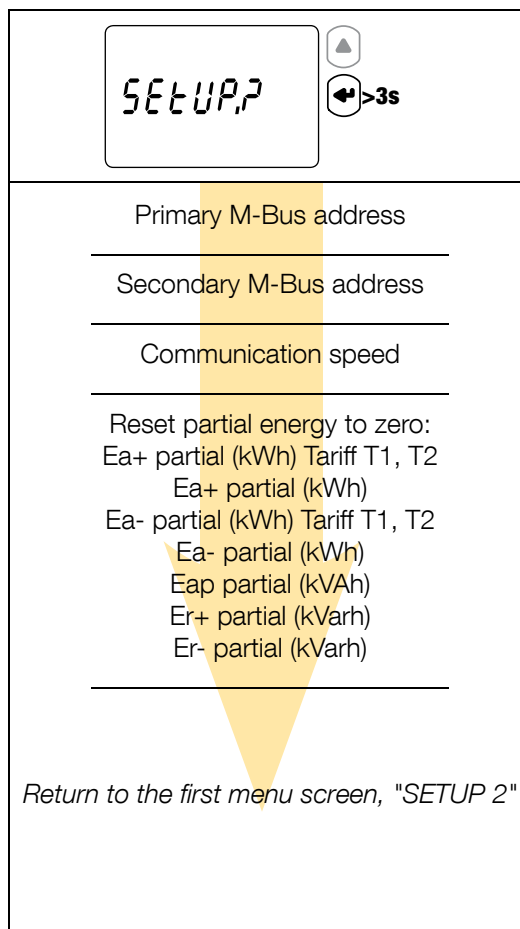 SEtUP.2
>3s
Primary M-Bus address
Secondary M-Bus address
Communication speed
Reset partial energy to zero:
Ea+ partial (kWh) Tariff T1, T2
Ea+ partial (kWh)
Ea- partial (kWh) Tariff T1, T2
Ea- partial (kWh)
Eap partial (kVAh)
Er+ partial (kVarh)
Er- partial (kVarh)
Return to the first menu screen, "SETUP 2"